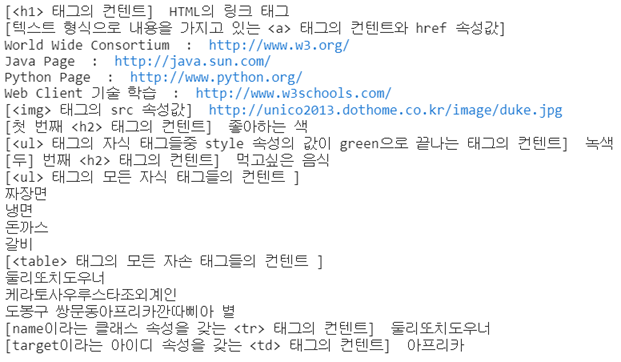 [<h1> 태그의 컨텐트]  HTML의 링크 태그
[텍스트 형식으로 내용을 가지고 있는 <a> 태그의 컨텐트와 href 속성값]
World Wide Consortium  :  http://www.w3.org/
Java Page  :  http://java.sun.com/
Python Page  :  http://www.python.org/
Web Client 기술 학습  :  http://www.w3schools.com/
[<img> 태그의 src 속성값]  http://unico2013.dothome.co.kr/image/duke.jpg
[첫 번째 <h2> 태그의 컨텐트]  좋아하는 색
[<ul> 태그의 자식 태그들중 style 속성의 값이 green으로 끝나는 태그의 컨텐트]  녹색
[두] 번째 <h2> 태그의 컨텐트]  먹고싶은 음식
[<ul> 태그의 모든 자식 태그들의 컨텐트 ]
짜장면
냉면
돈까스
갈비
[<table> 태그의 모든 자손 태그들의 컨텐트 ]
둘리또치도우너
케라토사우루스타조외계인
도봉구 쌍문동아프리카깐따삐아 별
[name이라는 클래스 속성을 갖는 <tr> 태그의 컨텐트]  둘리또치도우너
[target이라는 아이디 속성을 갖는 <td> 태그의 컨텐트]  아프리카